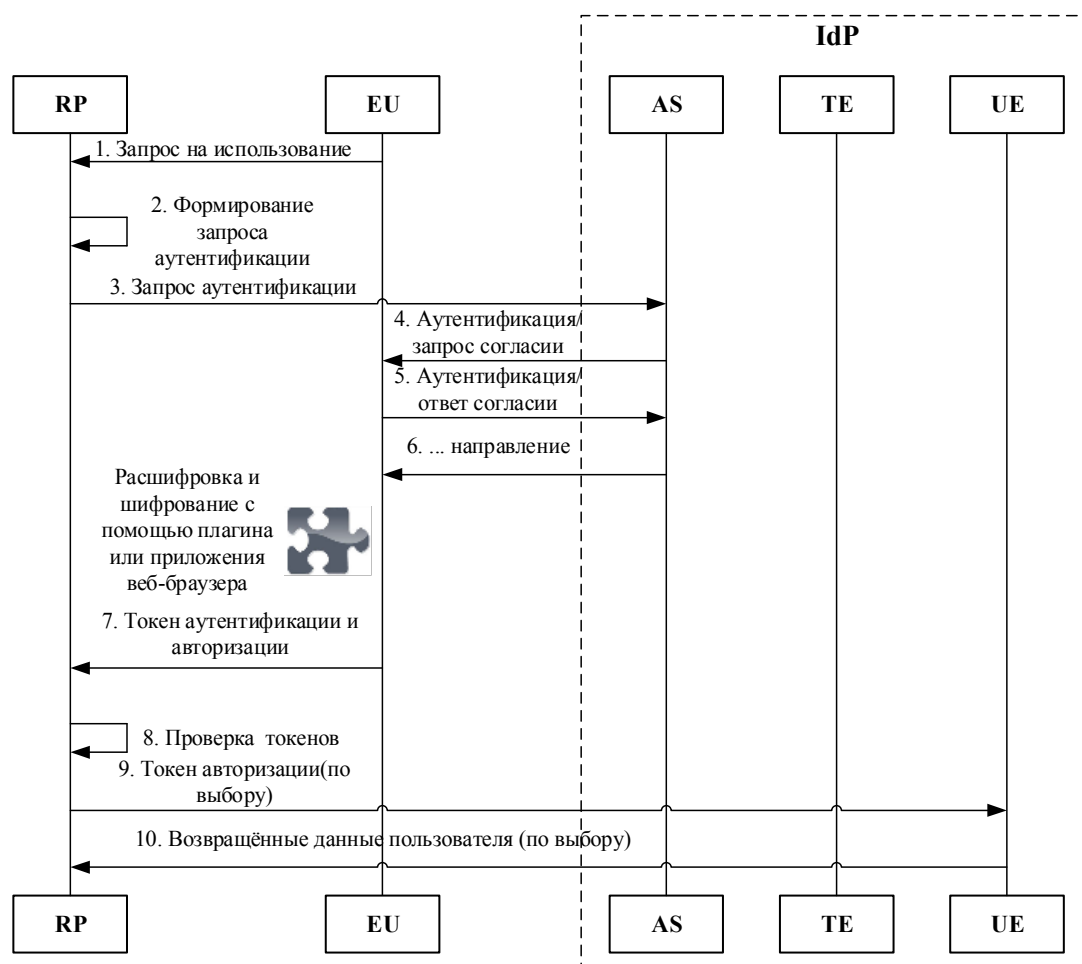 IdP
RP
EU
AS
TE
UE
1. Запрос на использование
2. Формирование
запроса
аутентификации
3. Запрос аутентификации
4. Аутентификация/
запрос согласии
5. Аутентификация/
ответ согласии
6. ... направление
Расшифровка и
шифрование с
помощью плагина
или приложения
веб-браузера
7. Токен аутентификации и
авторизации
8. Проверка токенов
9. Токен авторизации(по
выбору)
10. Возвращённые данные пользователя (по выбору)
RP
EU
AS
TE
UE